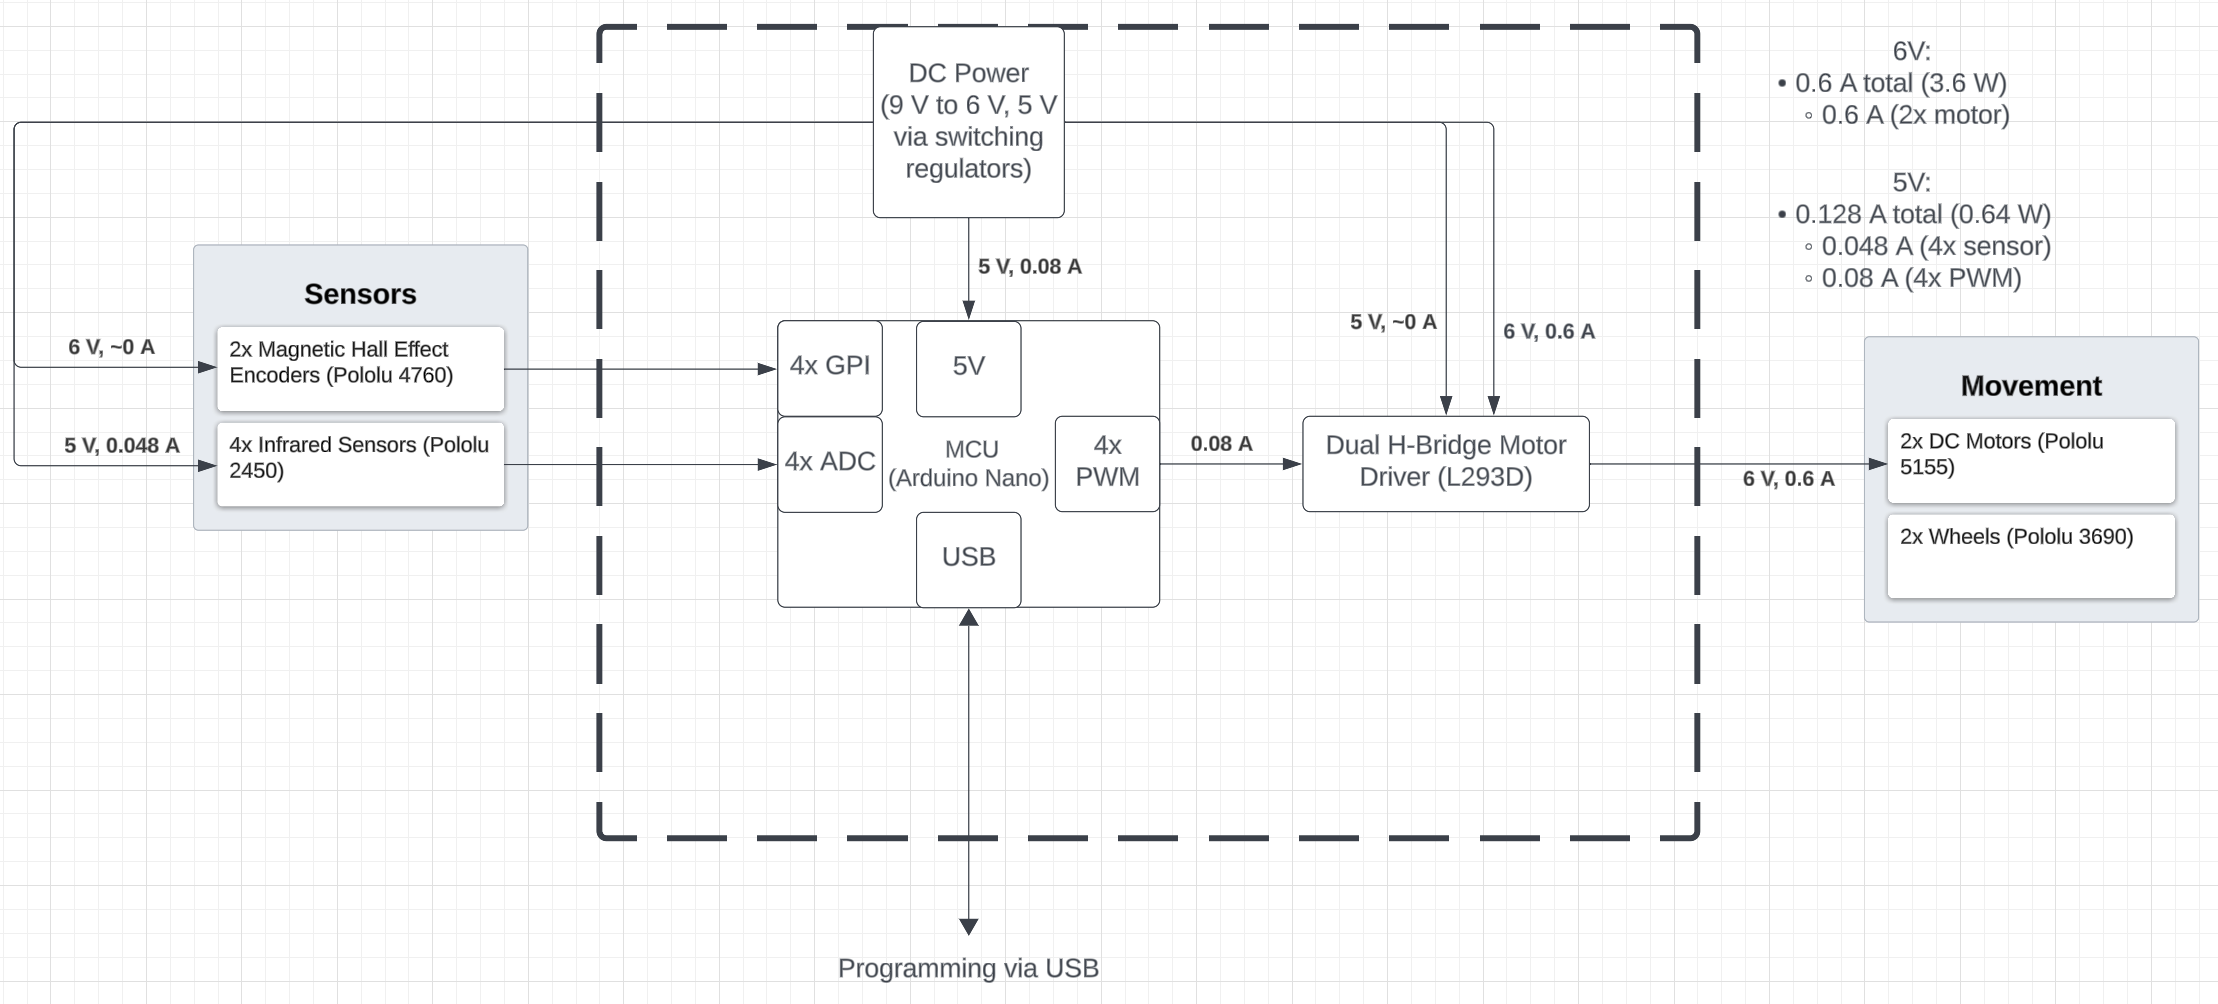 DC Power
(9 V to 6 V, 5 V
via switching
regulators)
6V:
• 0.6 A total (3.6 W)
◦ 0.6 A (2x motor)
5V:
• 0.128 A total (0.64 W)
◦ 0.048 A (4x sensor)
◦ 0.08 A (4x PWM)
5 V, 0.08 A
Sensors
6 V, ~0 A
2x Magnetic Hall Effect
Encoders (Pololu 4760)
5 V, 0.048 A
4x Infrared Sensors (Pololu
2450)
4x GPI
5V
4x ADC
MCU
(Arduino Nano)
4x
PWM
USB
0.08 A
5 V, ~0 A
6 V, 0.6 A
Dual H-Bridge Motor
Driver (L293D)
6 V, 0.6 A
Movement
2x DC Motors (Pololu
5155)
2x Wheels (Pololu 3690)
Programming via USB